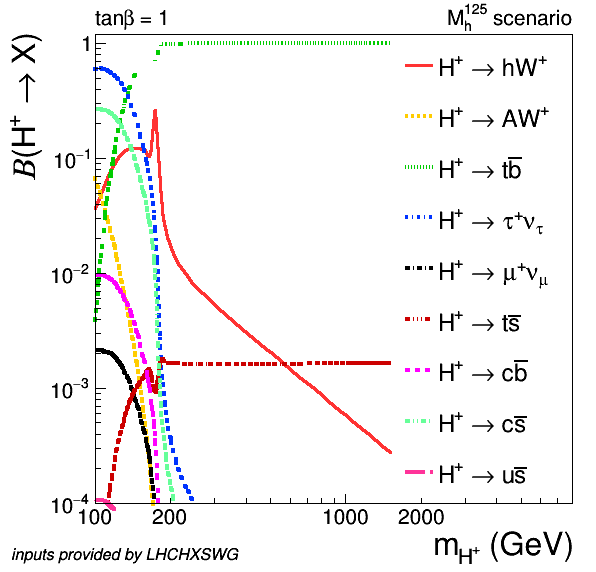 tanβ = 1
M_h^125 scenario
B(H⁺ → X)
1
10⁻¹
10⁻²
10⁻³
10⁻⁴
H⁺ → hW⁺
H⁺ → AW⁺
H⁺ → tb̅
H⁺ → τ⁺ν_τ
H⁺ → μ⁺ν_μ
H⁺ → ts̅
H⁺ → cb̅
H⁺ → cs̅
H⁺ → us̅
100 200 1000 2000
m_H⁺ (GeV)
inputs provided by LHCHXSWG